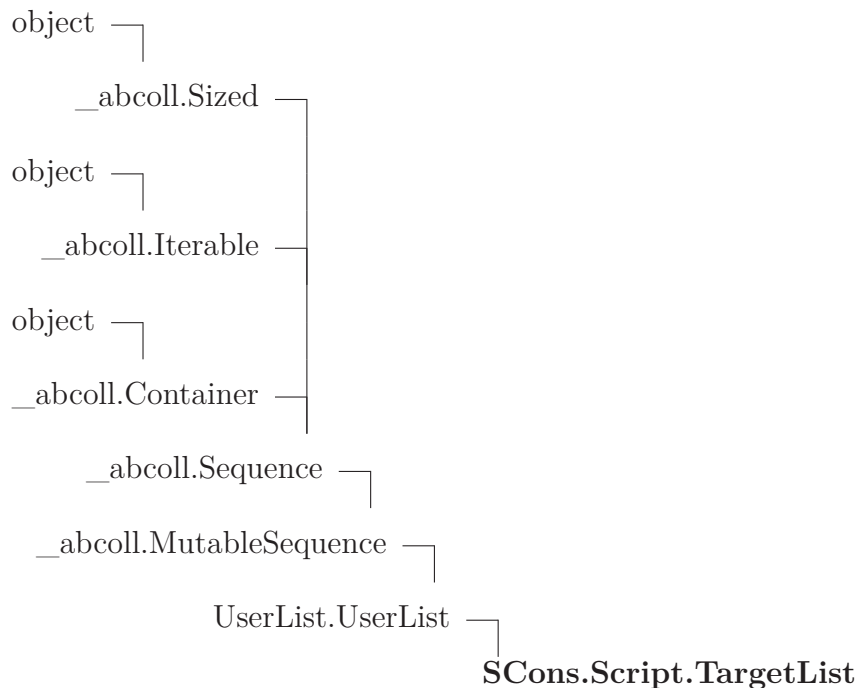 object
_abcoll.Sized
object
_abcoll.Iterable
object
_abcoll.Container
_abcoll.Sequence
_abcoll.MutableSequence
UserList.UserList
SCons.Script.TargetList